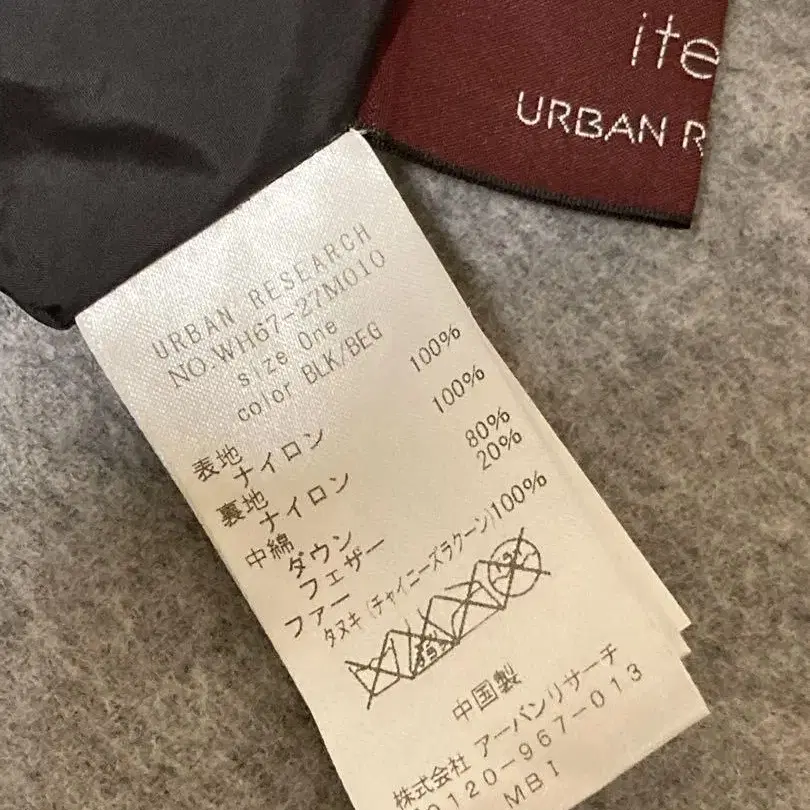 ite
URBAN R
URBAN RESEARCH
NO.WH67-27M010
size One
color BLK/BEG
表地
ナイロン 100%
裏地
ナイロン 100%
中綿
ダウン 80%
フェザー 20%
ファー
タヌキ(チャイニーズラクーン)100%
中国製
株式会社 アーバンリサーチ
0120-967-013
MBI